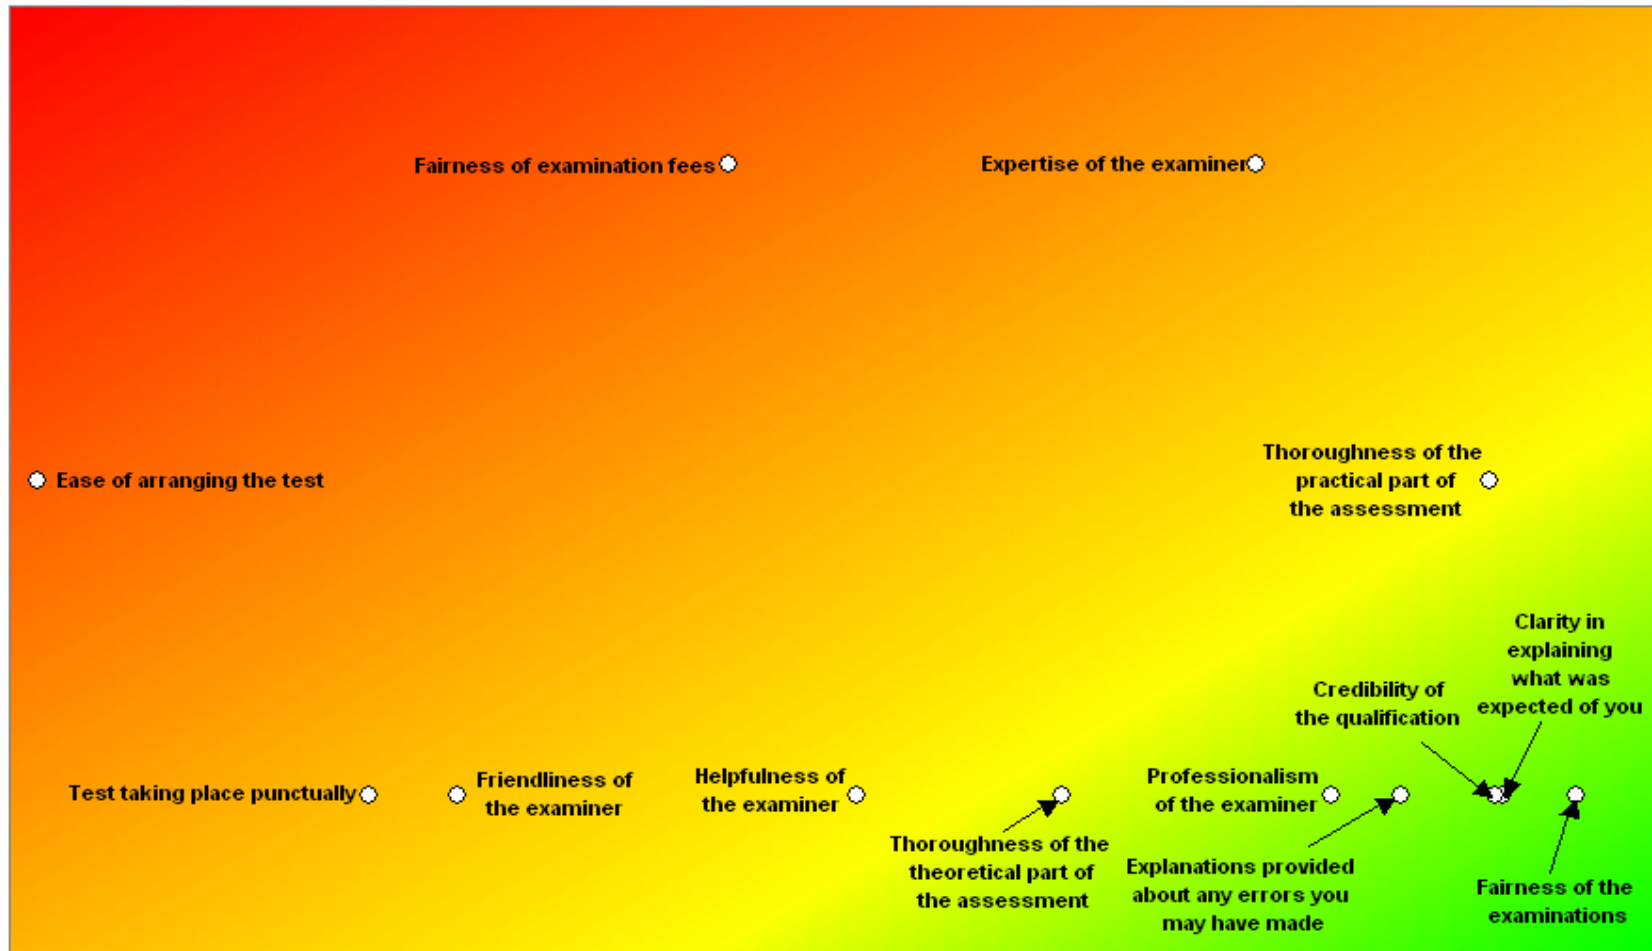 Fairness of examination fees
Expertise of the examiner
Ease of arranging the test
Thoroughness of the
practical part of
the assessment
Clarity in
explaining
what was
expected of you
Credibility of
the qualification
Test taking place punctually
Friendliness of
the examiner
Helpfulness of
the examiner
Professionalism
of the examiner
Thoroughness of the
theoretical part of
the assessment
Explanations provided
about any errors you
may have made
Fairness of the
examinations